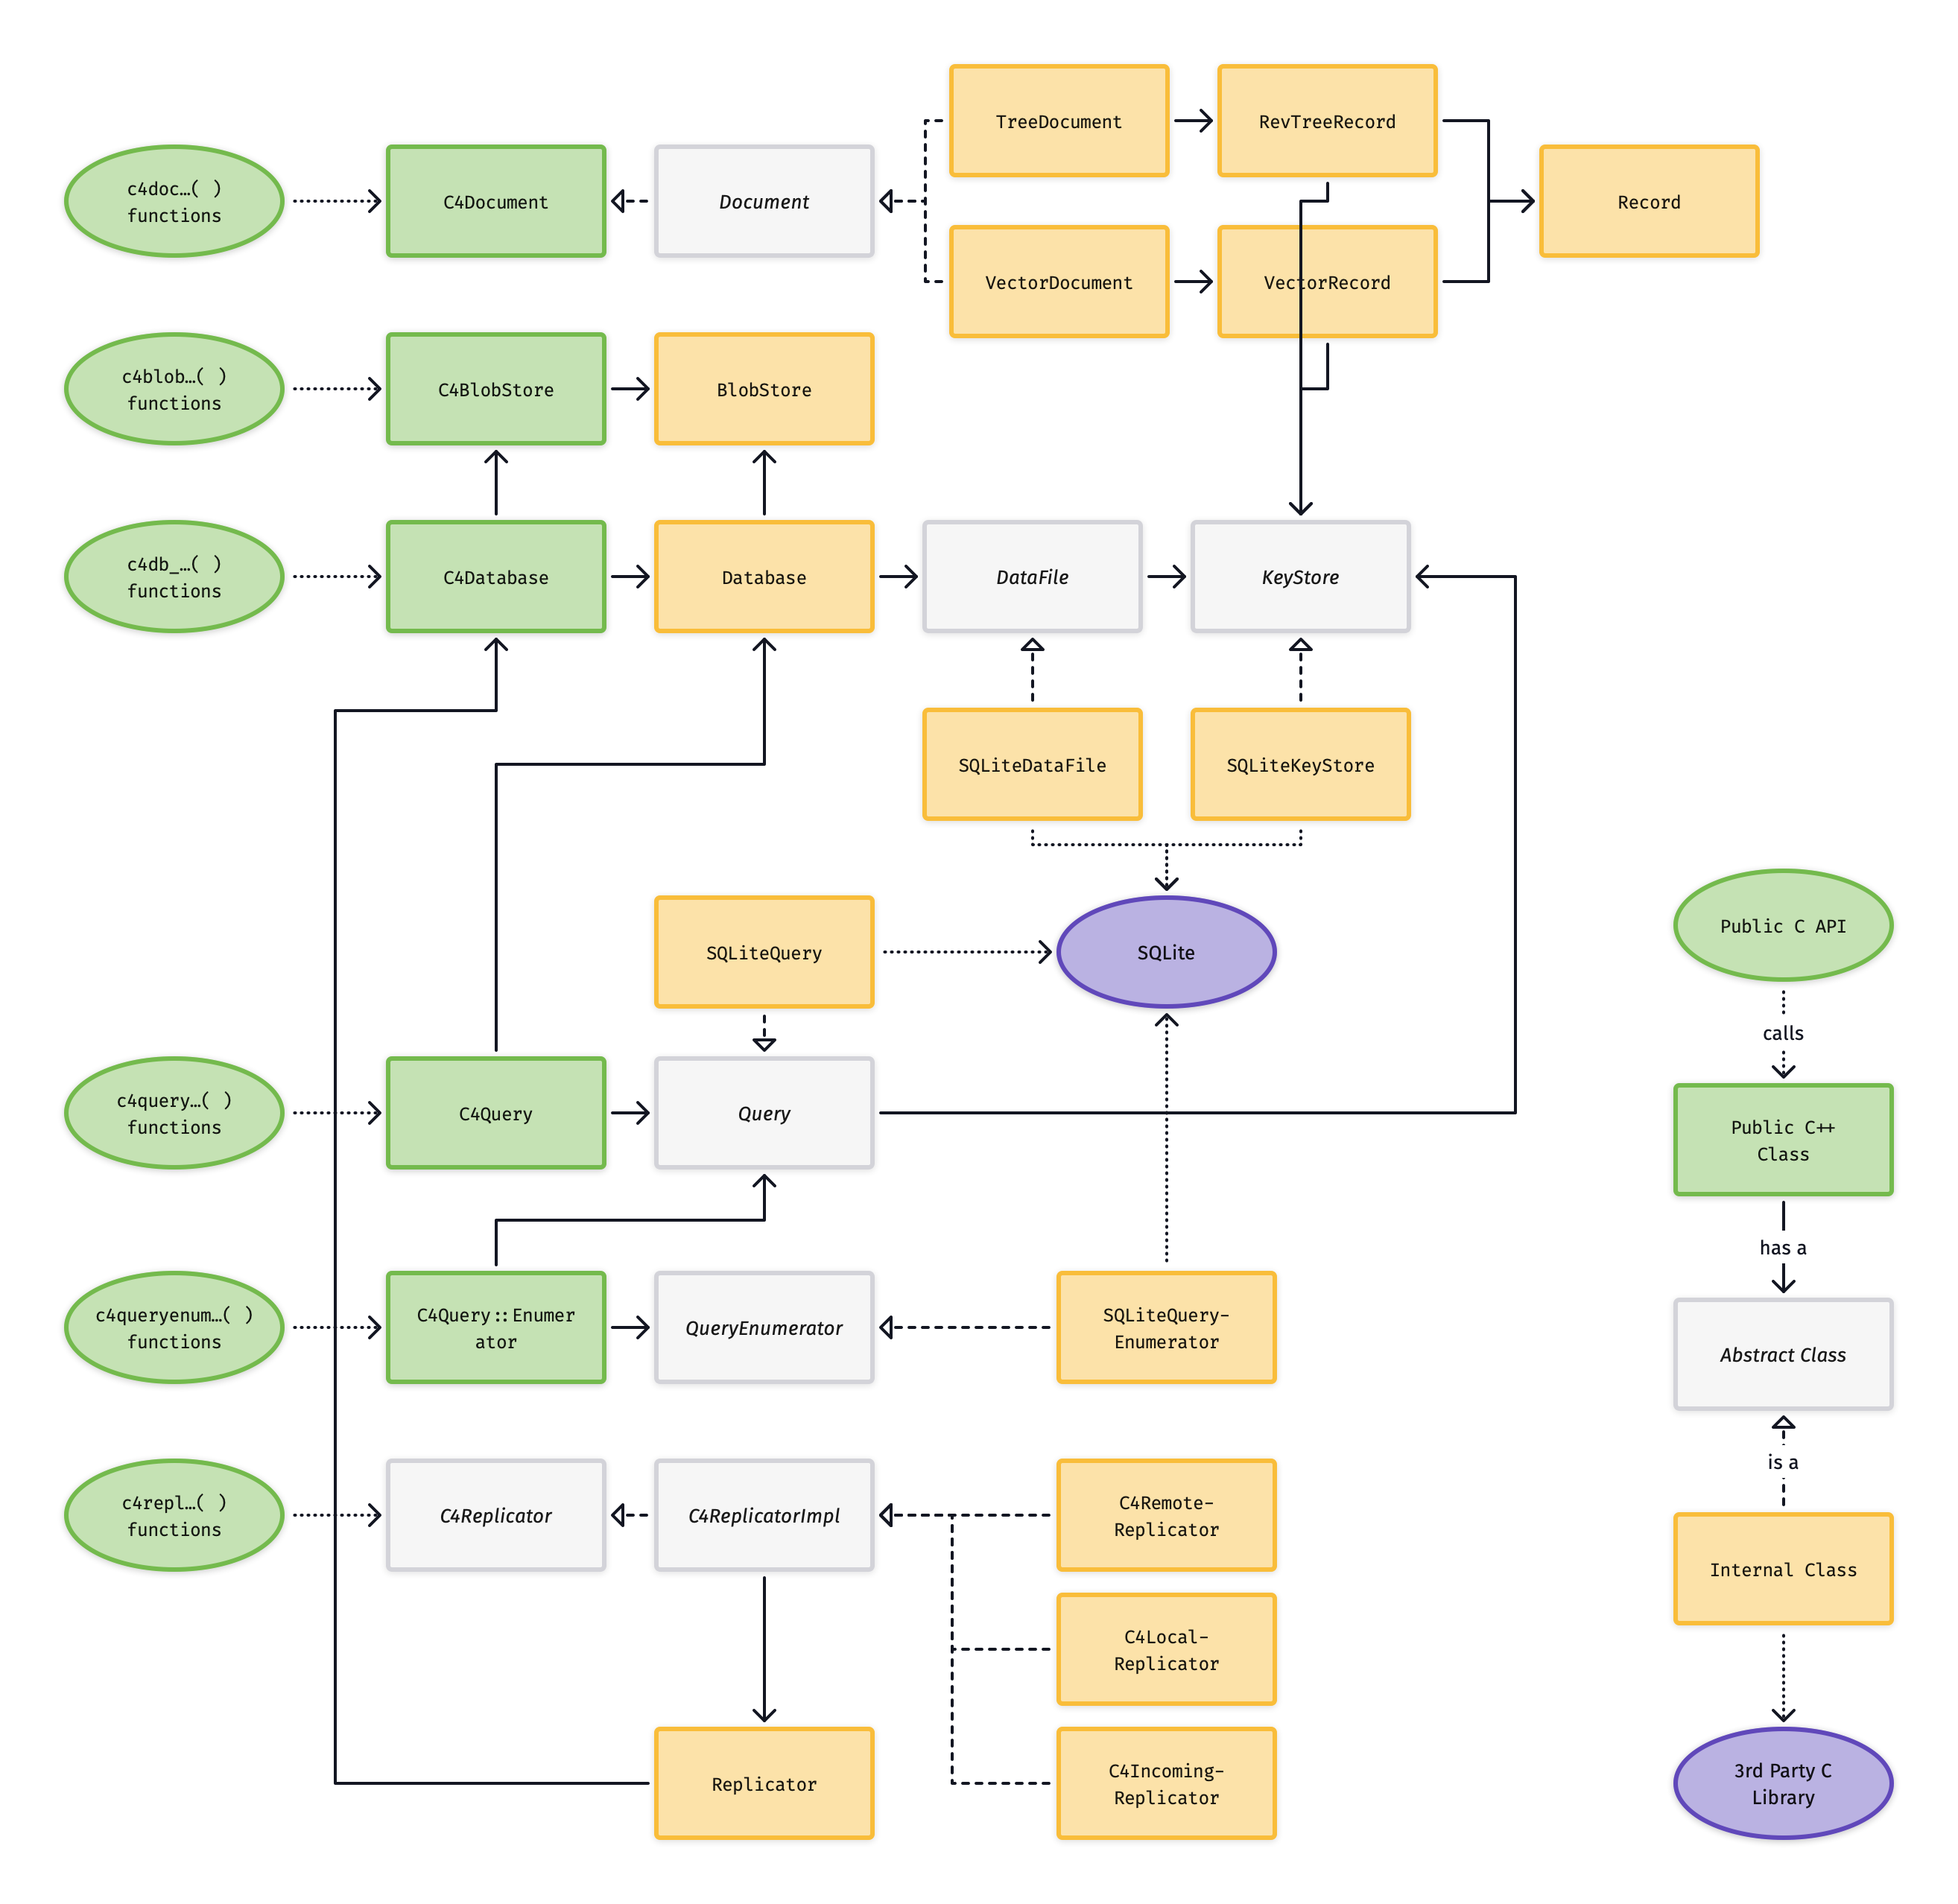 TreeDocument
RevTreeRecord
c4doc…( )
functions
C4Document
Document
Record
VectorDocument
VectorRecord
c4blob…( )
functions
C4BlobStore
BlobStore
c4db_…( )
functions
C4Database
Database
DataFile
KeyStore
SQLiteDataFile
SQLiteKeyStore
SQLiteQuery
SQLite
c4query…( )
functions
C4Query
Query
c4queryenum…( )
functions
C4Query::Enumer
ator
QueryEnumerator
SQLiteQuery-
Enumerator
c4repl…( )
functions
C4Replicator
C4ReplicatorImpl
C4Remote-
Replicator
C4Local-
Replicator
Replicator
C4Incoming-
Replicator
Public C API
calls
Public C++
Class
has a
Abstract Class
is a
Internal Class
3rd Party C
Library